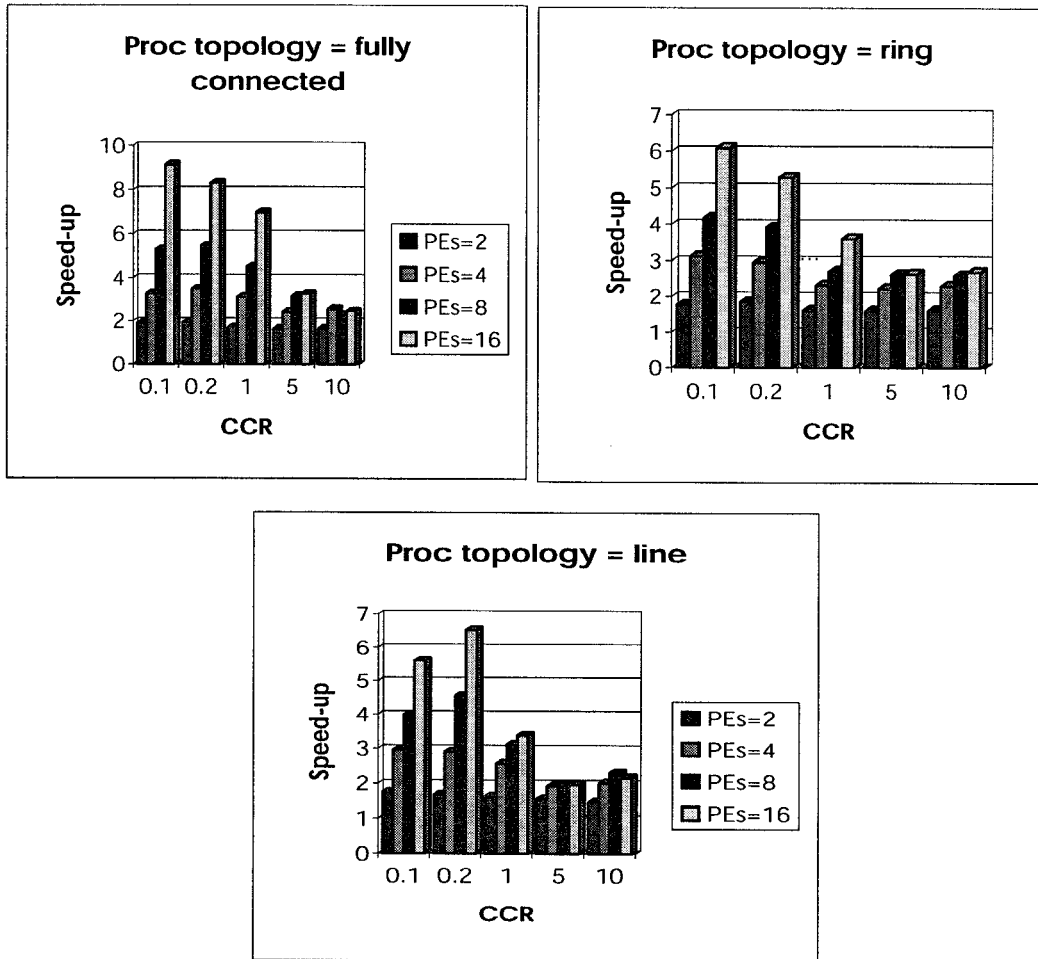 Proc topology = fully
connected
Speed-up
10
8
6
4
2
0
0.1 0.2 1 5 10
CCR
PEs=2
PEs=4
PEs=8
PEs=16
Proc topology = ring
Speed-up
7
6
5
4
3
2
1
0
0.1 0.2 1 5 10
CCR
Proc topology = line
Speed-up
7
6
5
4
3
2
1
0
0.1 0.2 1 5 10
CCR
PEs=2
PEs=4
PEs=8
PEs=16